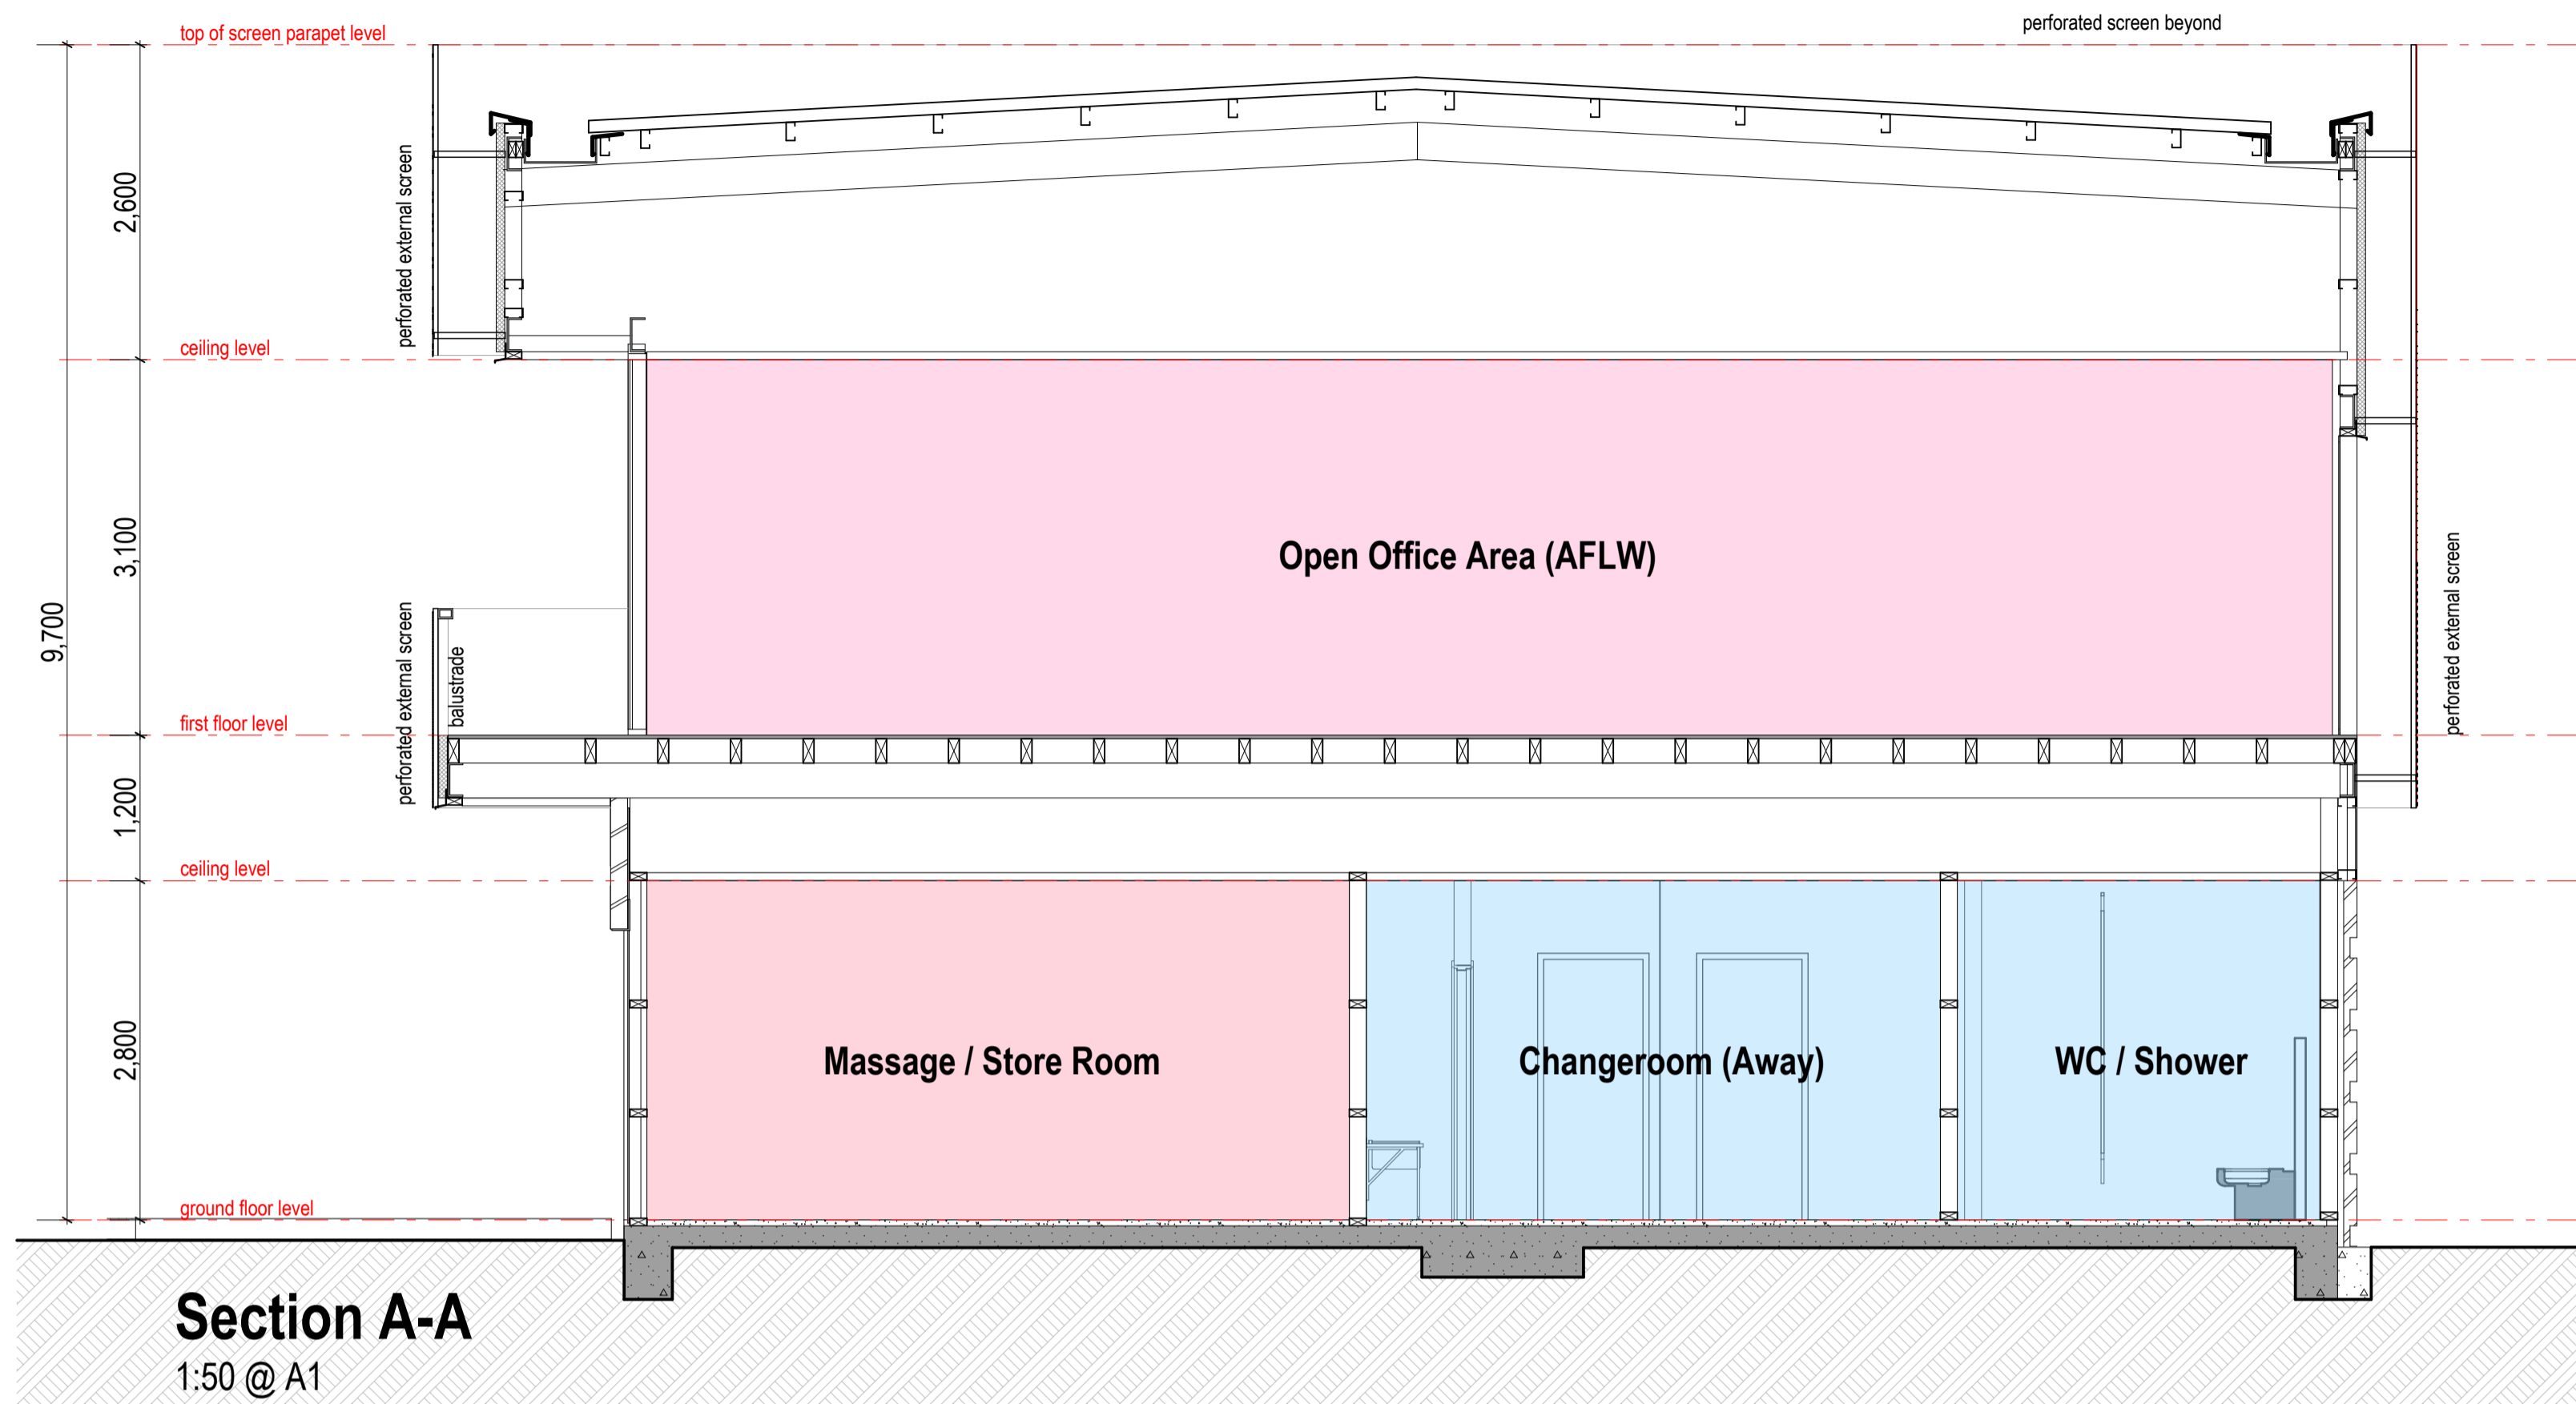 perforated screen beyond
top of screen parapet level
2,600
perforated external screen
ceiling level
3,100
Open Office Area (AFLW)
9,700
perforated external screen
balustrade
perforated external screen
first floor level
1,200
ceiling level
2,800
Massage / Store Room
Changeroom (Away)
WC / Shower
ground floor level
Section A-A
1:50 @ A1